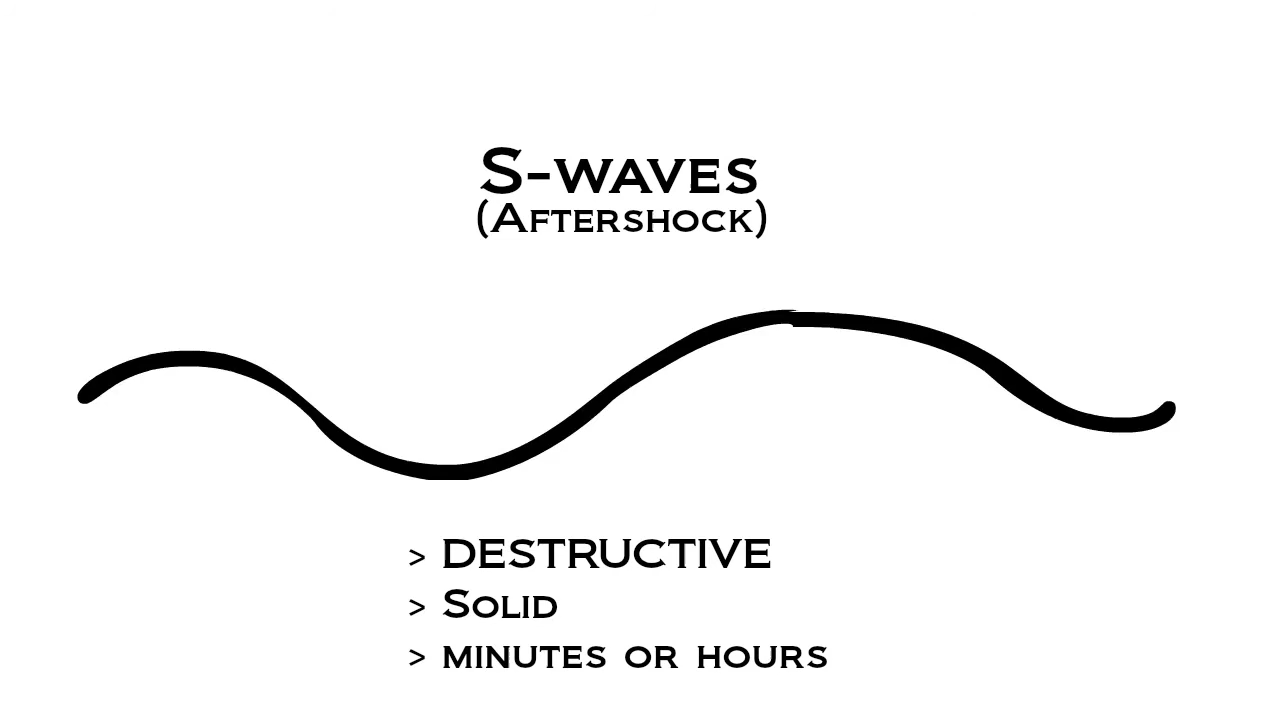 S-waves
(Aftershock)
> DESTRUCTIVE
> Solid
> minutes or hours